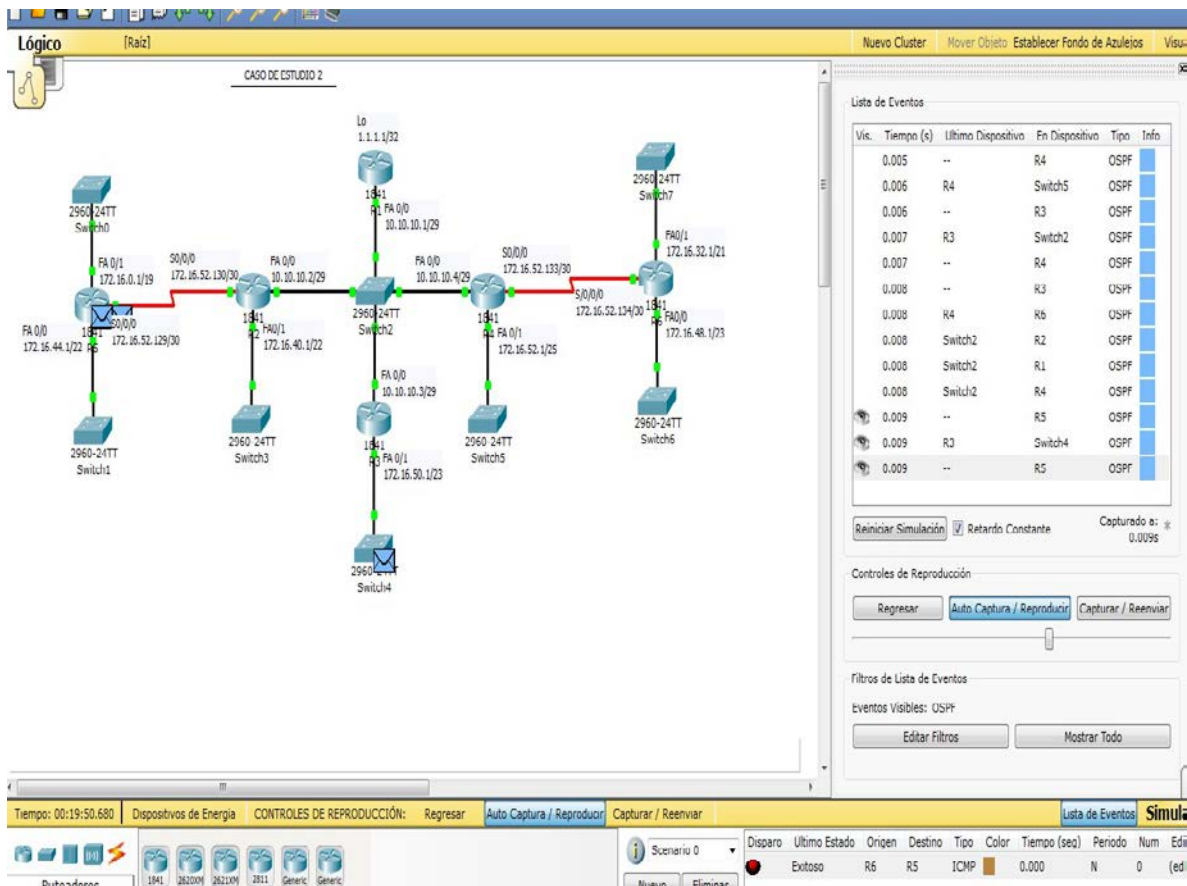 Lógico [Raíz] Nuevo Cluster Mover Objeto Establecer Fondo de Azulejos
CASO DE ESTUDIO 2
Lo
1.1.1.1/32
1841
R1
FA 0/0
10.10.10.1/29
2960-24TT
Switch0
FA 0/1
172.16.0.1/19
S0/0/0
172.16.52.130/30
FA 0/0
10.10.10.2/29
FA 0/0
10.10.10.4/29
S0/0/0
172.16.52.133/30
2960-24TT
Switch7
FA0/1
172.16.32.1/21
S/0/0/0
172.16.52.134/30
FA 0/0
172.16.44.1/22
1841
S0/0/0
172.16.52.129/30
1841
R2
FA0/1
172.16.40.1/22
2960-24TT
Switch2
1841
FA 0/1
172.16.52.1/25
1841
FA0/0
172.16.48.1/23
2960-24TT
Switch1
2960-24TT
Switch3
FA 0/0
10.10.10.3/29
1841
R3
FA 0/1
172.16.50.1/23
2960-24TT
Switch5
2960-24TT
Switch6
Switch4
Lista de Eventos
Vis. Tiempo (s) Ultimo Dispositivo En Dispositivo Tipo Info
0.005 -- R4 OSPF
0.006 R4 Switch5 OSPF
0.006 -- R3 OSPF
0.007 R3 Switch2 OSPF
0.007 -- R4 OSPF
0.008 -- R3 OSPF
0.008 R4 R6 OSPF
0.008 Switch2 R2 OSPF
0.008 Switch2 R1 OSPF
0.008 Switch2 R4 OSPF
0.009 -- R5 OSPF
0.009 R3 Switch4 OSPF
0.009 -- R5 OSPF
Reiniciar Simulación Retardo Constante Capturado a: *
0.009s
Controles de Reproducción
Regresar Auto Captura / Reproducir Capturar / Reenviar
Filtros de Lista de Eventos
Eventos Visibles: OSPF
Editar Filtros Mostrar Todo
Tiempo: 00:19:50.680 Dispositivos de Energia CONTROLES DE REPRODUCCIÓN: Regresar Auto Captura / Reproducir Capturar / Reenviar Lista de Eventos
Scenario 0 Disparo Ultimo Estado Origen Destino Tipo Color Tiempo (seg) Periodo Num
Exitoso R6 R5 ICMP 0.000 N 0
1841 2620XM 2621XM 2811 Generic Generic
Nuevo Eliminar